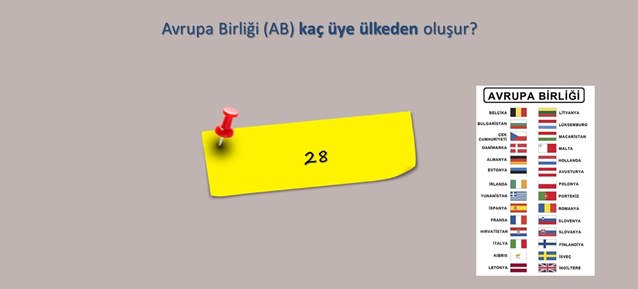 Avrupa Birliği (AB) kaç üye ülkeden oluşur?
28
AVRUPA BİRLİĞİ
BELÇİKA LİTVANYA
BULGARİSTAN LÜKSEMBURG
ÇEK CUMHURİYETİ MACARİSTAN
DANİMARKA MALTA
ALMANYA HOLLANDA
ESTONYA AVUSTURYA
İRLANDA POLONYA
YUNANİSTAN PORTEKİZ
İSPANYA ROMANYA
FRANSA SLOVENYA
HIRVATİSTAN SLOVAKYA
İTALYA FİNLANDİYA
KIBRIS İSVEÇ
LETONYA İNGİLTERE